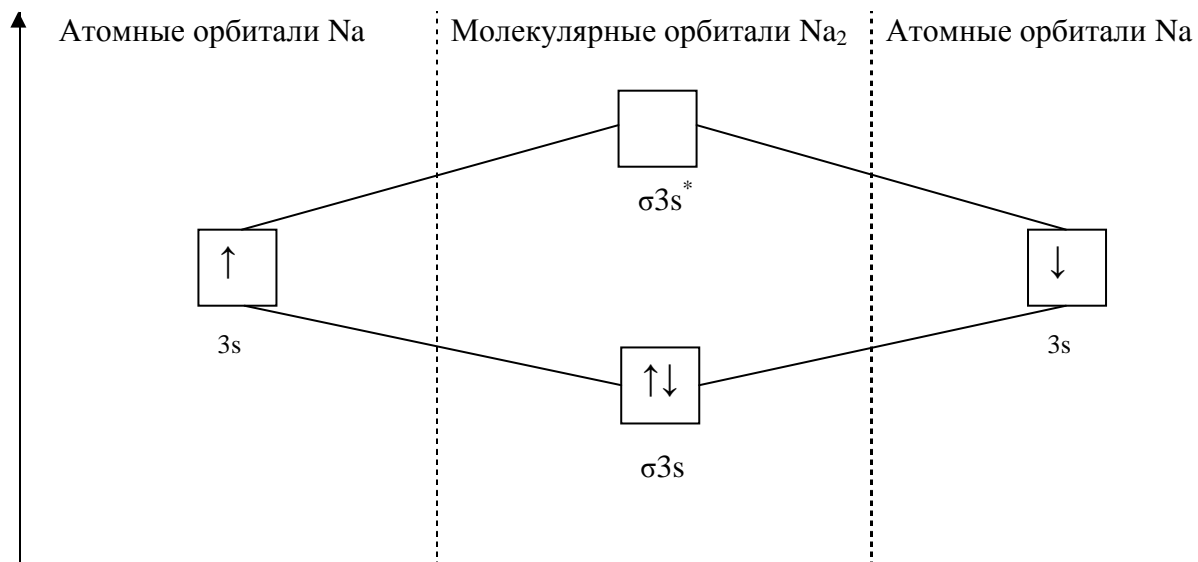 Атомные орбитали Na
Молекулярные орбитали Na₂
Атомные орбитали Na
σ3s*
↑
↓
3s
3s
↑↓
σ3s